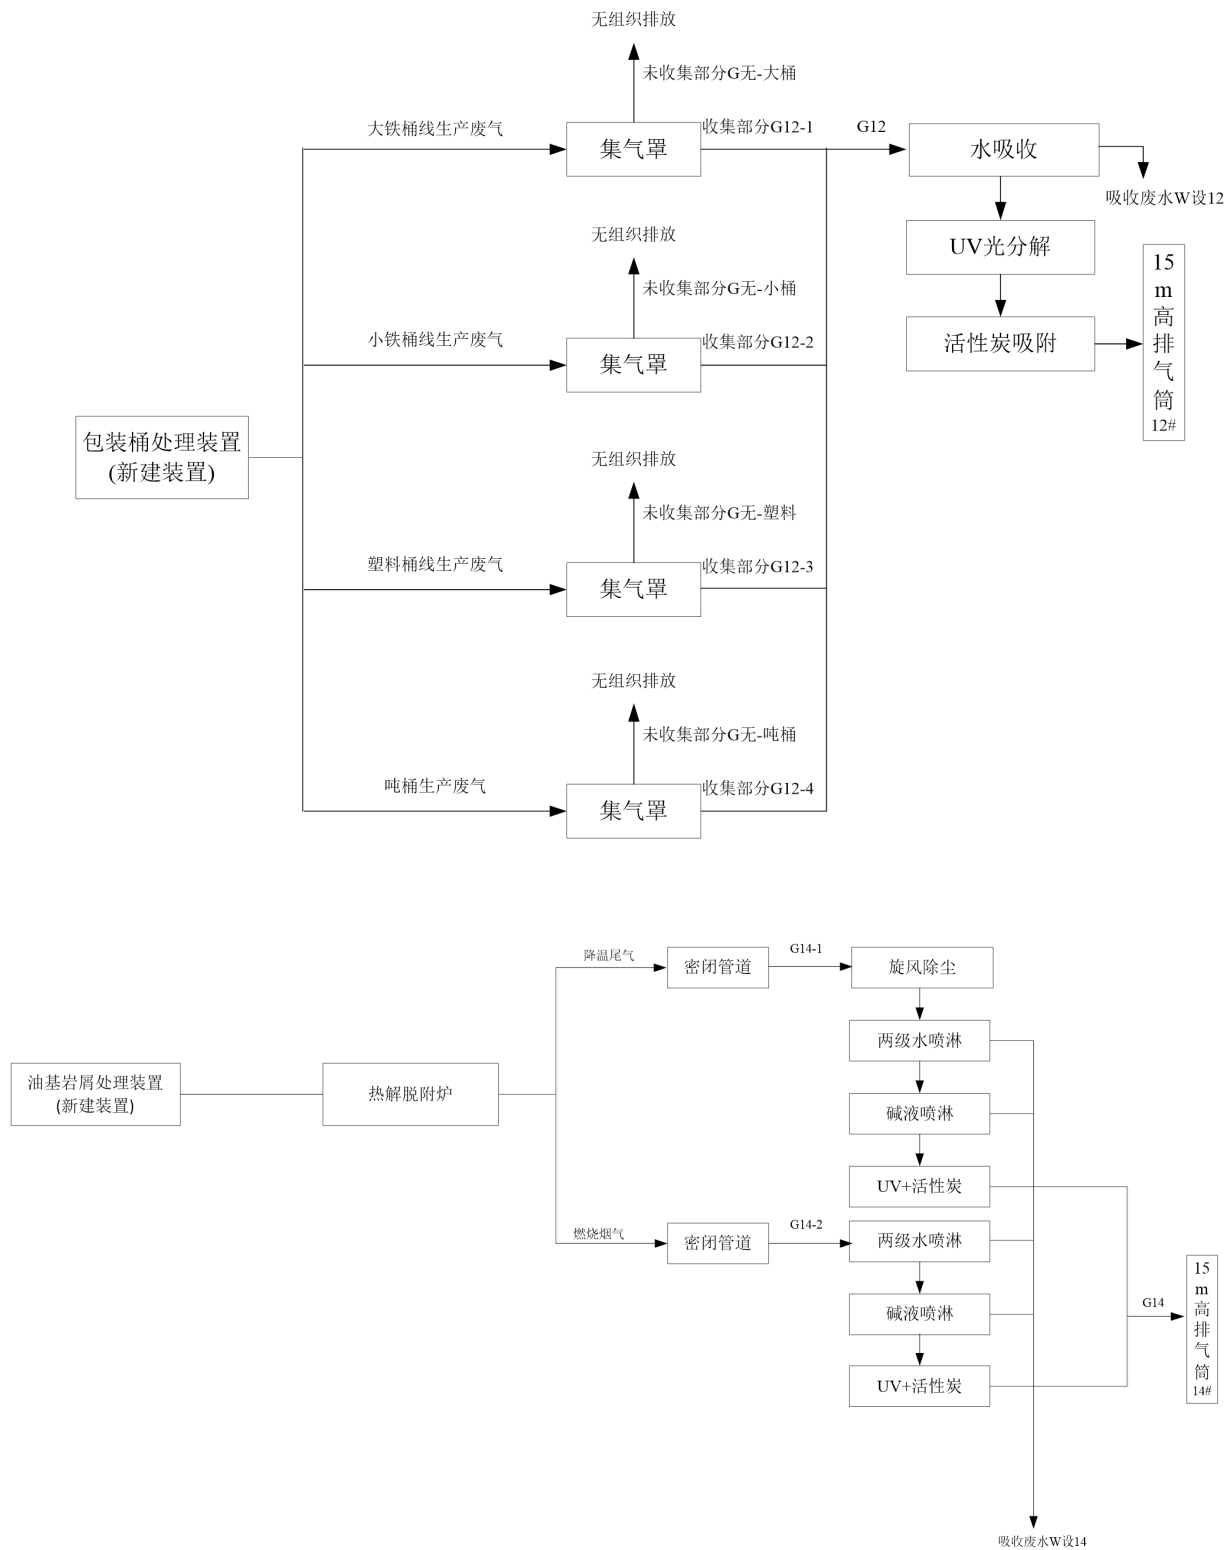 无组织排放
未收集部分G无-大桶
大铁桶线生产废气
集气罩
收集部分G12-1
G12
水吸收
吸收废水W设12
UV光分解
活性炭吸附
15
m
高
排
气
筒
12#
无组织排放
未收集部分G无-小桶
小铁桶线生产废气
集气罩
收集部分G12-2
包装桶处理装置
(新建装置)
无组织排放
未收集部分G无-塑料
塑料桶线生产废气
集气罩
收集部分G12-3
无组织排放
未收集部分G无-吨桶
吨桶生产废气
集气罩
收集部分G12-4
油基岩屑处理装置
(新建装置)
热解脱附炉
降温尾气
密闭管道
G14-1
旋风除尘
两级水喷淋
碱液喷淋
UV+活性炭
燃烧烟气
密闭管道
G14-2
两级水喷淋
碱液喷淋
UV+活性炭
G14
15
m
高
排
气
筒
14#
吸收废水W设14